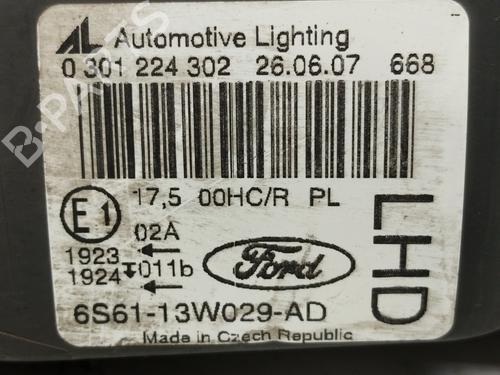 AL Automotive Lighting
0 301 224 302 26.06.07 668
E1 17,5 00HC/R PL
02A
1923
1924 011b
Ford
LHD
6S61-13W029-AD
Made in Czech Republic
B-PARTS